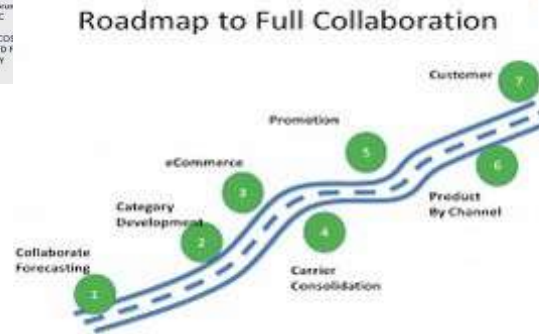 Roadmap to Full Collaboration
Customer
7
Promotion
5
eCommerce
3
6
Category
Development
2
Product
By Channel
4
Collaborate
Forecasting
Carrier
Consolidation
1